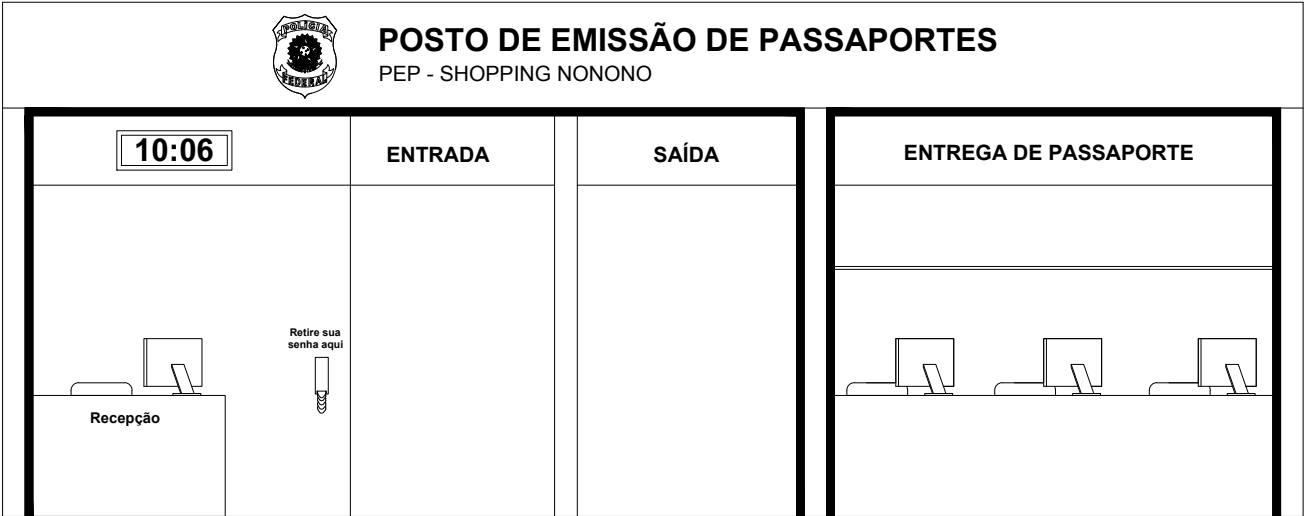 POLÍCIA
FEDERAL
POSTO DE EMISSÃO DE PASSAPORTES
PEP - SHOPPING NONONO
10:06
ENTRADA
SAÍDA
ENTREGA DE PASSAPORTE
Retire sua
senha aqui
Recepção